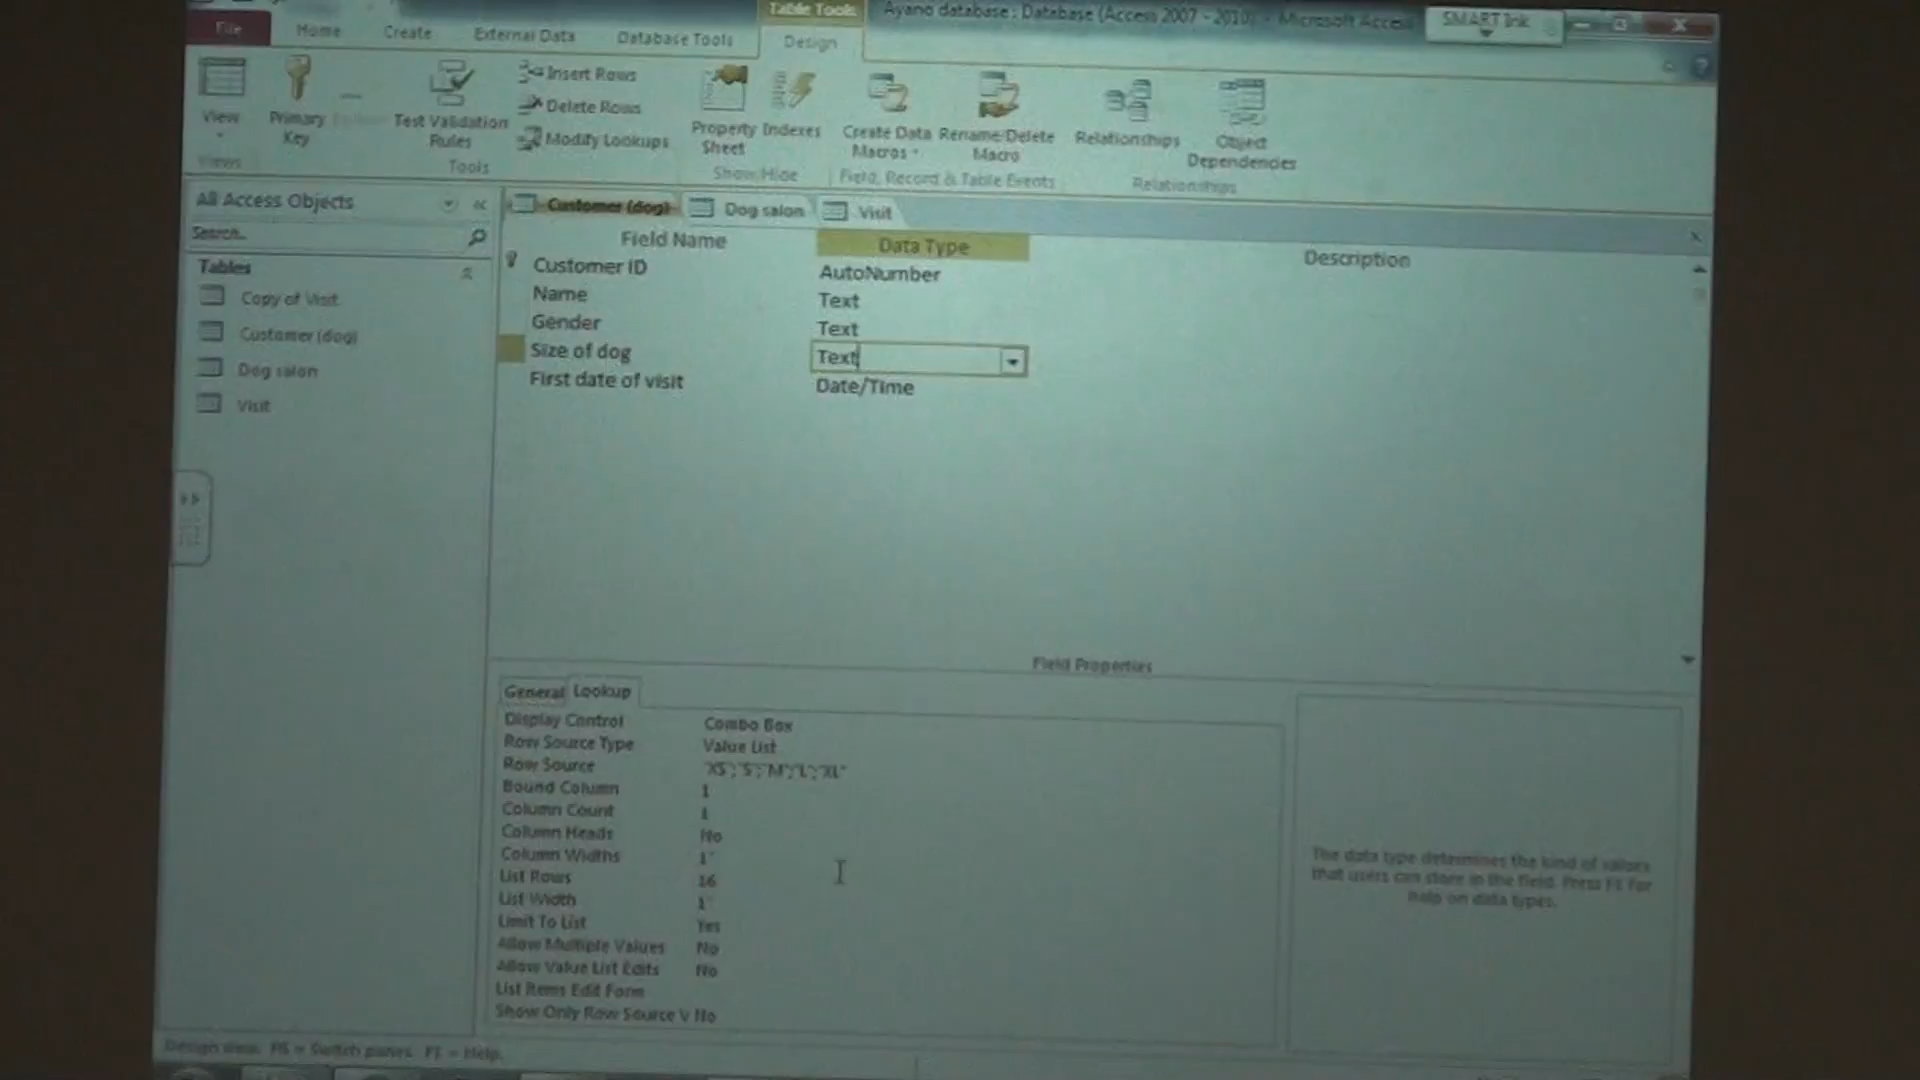 Table Tools
Ayano database : Database (Access 2007 - 2010) - Microsoft Access
SMART Ink
File Home Create External Data Database Tools Design
View
Primary Key
Test Validation Rules
Insert Rows
Delete Rows
Modify Lookups
Property Sheet
Indexes
Create Data Macros
Rename/Delete Macro
Relationships
Object Dependencies
Views
Tools
Show/Hide
Field, Record & Table Events
Relationships
All Access Objects
Search..
Tables
Copy of Visit
Customer (dog)
Dog salon
Visit
Customer (dog) Dog salon Visit
Field Name Data Type Description
Customer ID AutoNumber
Name Text
Gender Text
Size of dog Text
First date of visit Date/Time
Field Properties
General Lookup
Display Control Combo Box
Row Source Type Value List
Row Source "XS";"S";"M";"L";"XL"
Bound Column 1
Column Count 1
Column Heads No
Column Widths 1"
List Rows 16
List Width 1"
Limit To List Yes
Allow Multiple Values No
Allow Value List Edits No
List Items Edit Form
Show Only Row Source V No
The data type determines the kind of values
that users can store in the field. Press F1 for
help on data types.
Design view. F6 = Switch panes. F1 = Help.